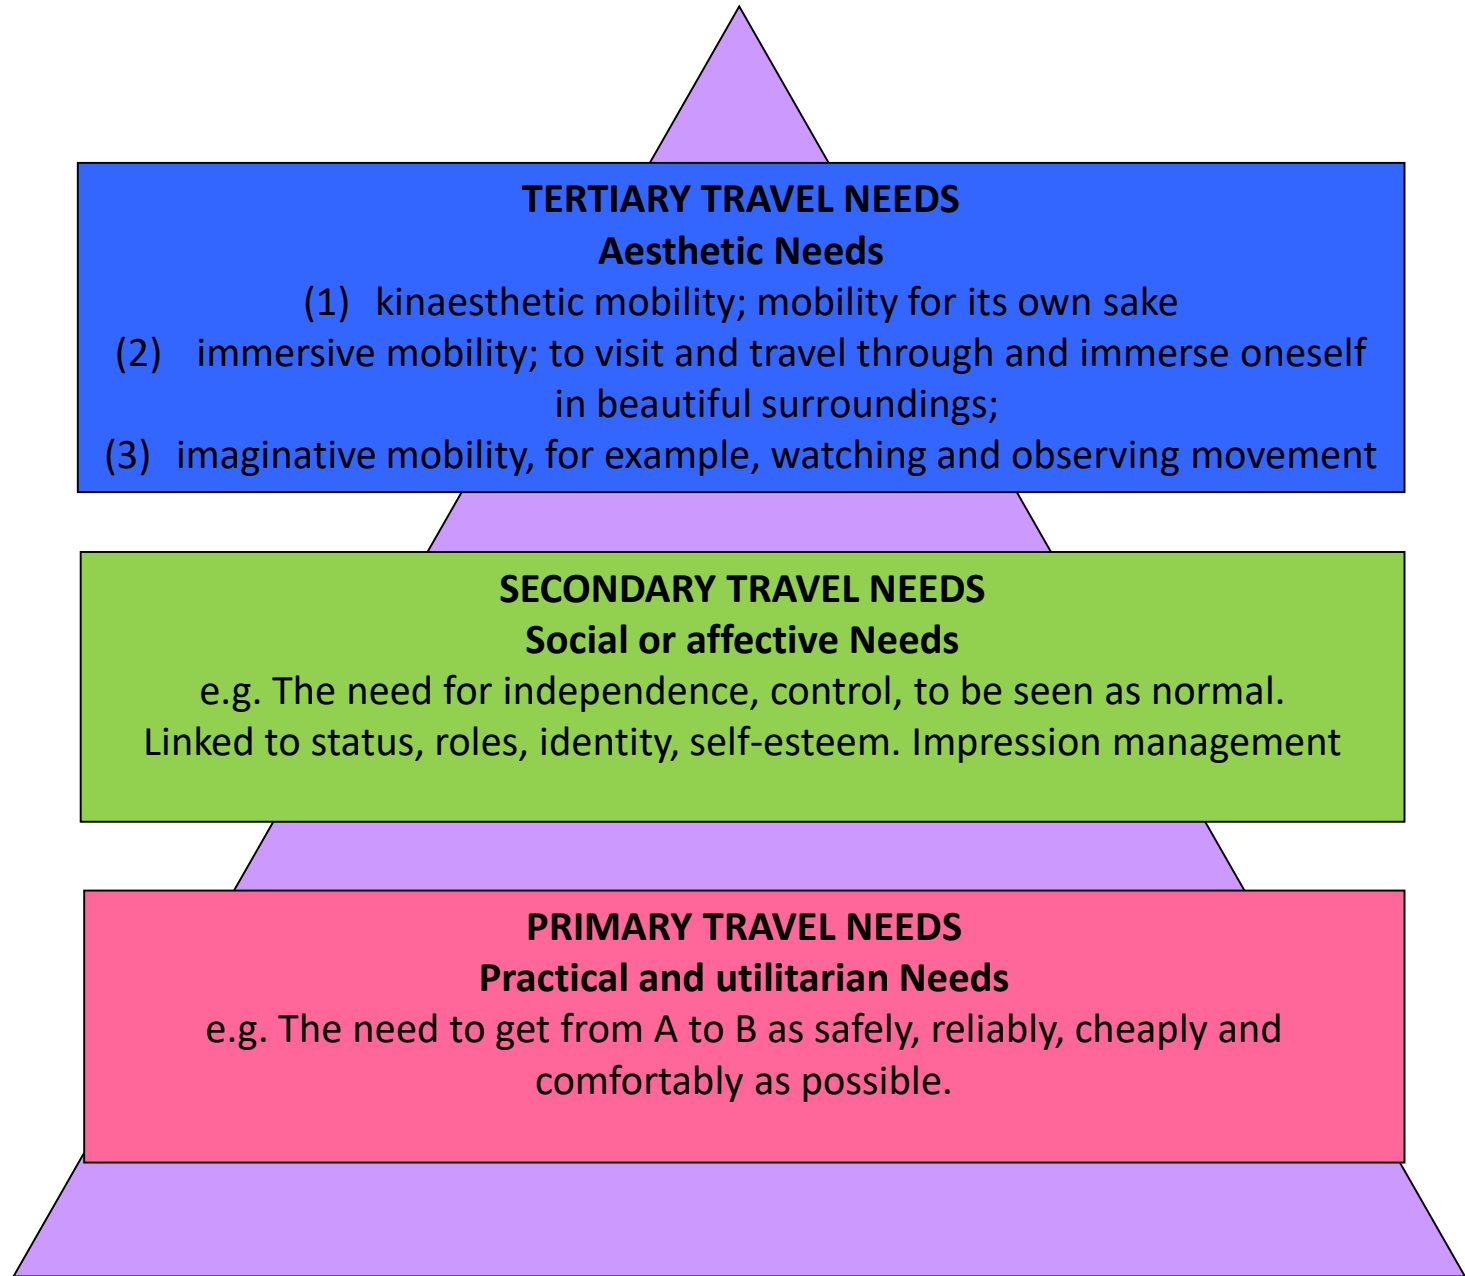 TERTIARY TRAVEL NEEDS
Aesthetic Needs
(1) kinaesthetic mobility; mobility for its own sake
(2) immersive mobility; to visit and travel through and immerse oneself
in beautiful surroundings;
(3) imaginative mobility, for example, watching and observing movement
SECONDARY TRAVEL NEEDS
Social or affective Needs
e.g. The need for independence, control, to be seen as normal.
Linked to status, roles, identity, self-esteem. Impression management
PRIMARY TRAVEL NEEDS
Practical and utilitarian Needs
e.g. The need to get from A to B as safely, reliably, cheaply and
comfortably as possible.